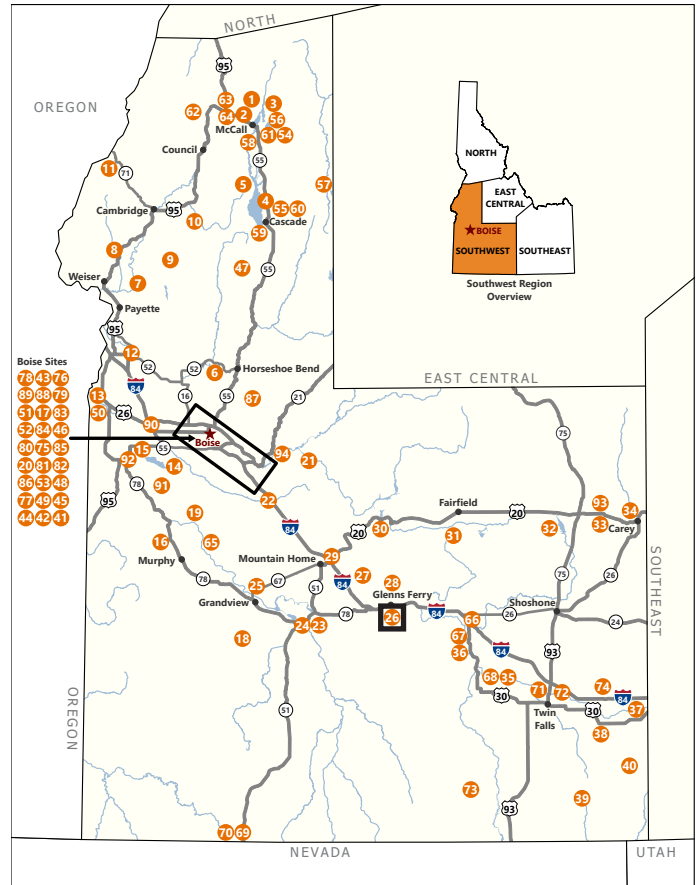 NORTH
OREGON
95
63
1
3
62
64
2
56
McCall
61
54
Council
58
55
11
71
5
57
4
Cambridge
95
55
60
10
Cascade
59
8
9
47
55
Weiser
7
Payette
95
NORTH
EAST
CENTRAL
BOISE
SOUTHWEST
SOUTHEAST
Southwest Region
Overview
12
Boise Sites
52
52
6
Horseshoe Bend
EAST CENTRAL
78 43 76
84
89 88 79
13
16
55
87
21
51 17 83
50
26
52 84 46
90
Boise
75
80 75 85
15
55
94
21
20 81 82
92
14
86 53 48
78
91
77 49 45
95
22
44 42 41
19
84
Fairfield
20
93
34
20
30
31
32
33
Carey
16
65
Murphy
Mountain Home
29
SOUTHEAST
78
67
27
28
75
26
25
51
84
Glenns Ferry
Grandview
78
26
84
Shoshone
24
23
66
26
24
18
67
84
93
36
68
35
71
72
74
84
30
30
37
51
Twin
Falls
38
OREGON
40
73
39
93
70
69
NEVADA
UTAH